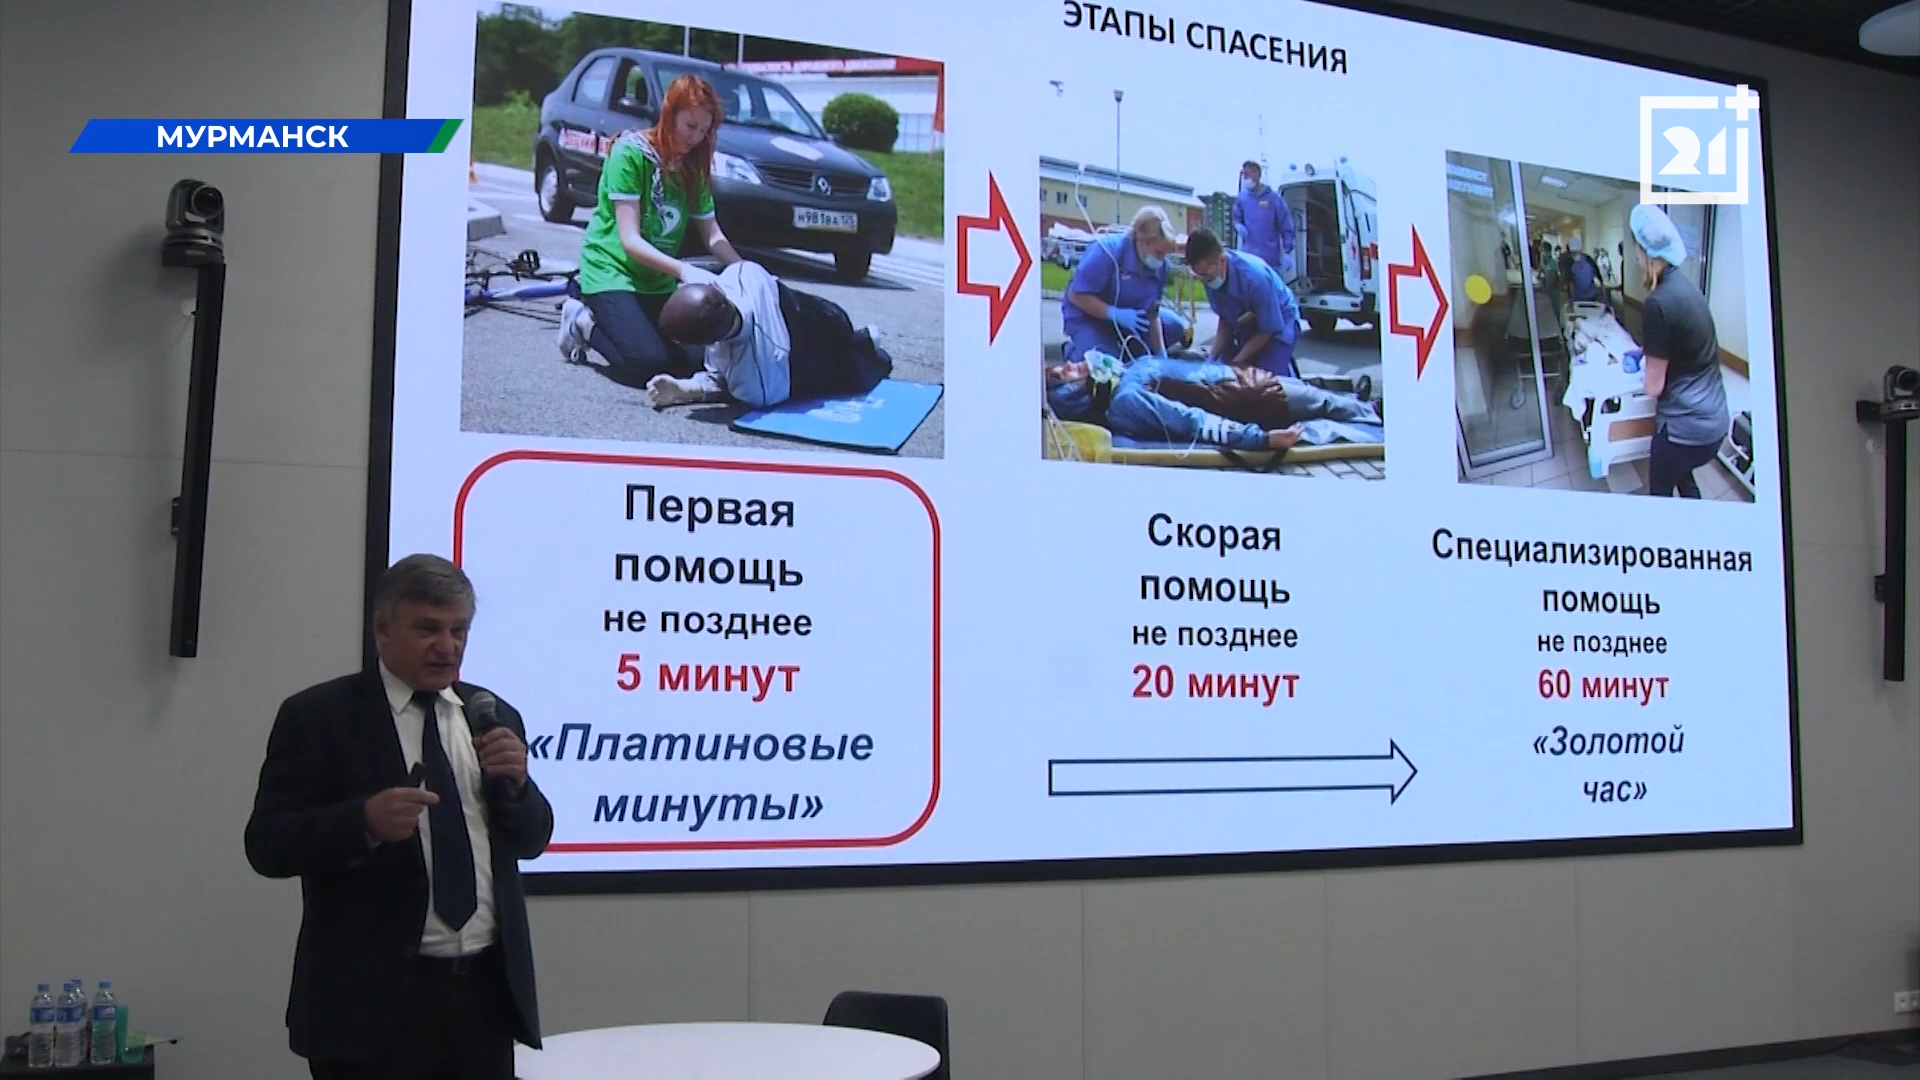 ЭТАПЫ СПАСЕНИЯ
МУРМАНСК
21+
Первая
помощь
не позднее
5 минут
«Платиновые
минуты»
Скорая
помощь
не позднее
20 минут
Специализированная
помощь
не позднее
60 минут
«Золотой
час»